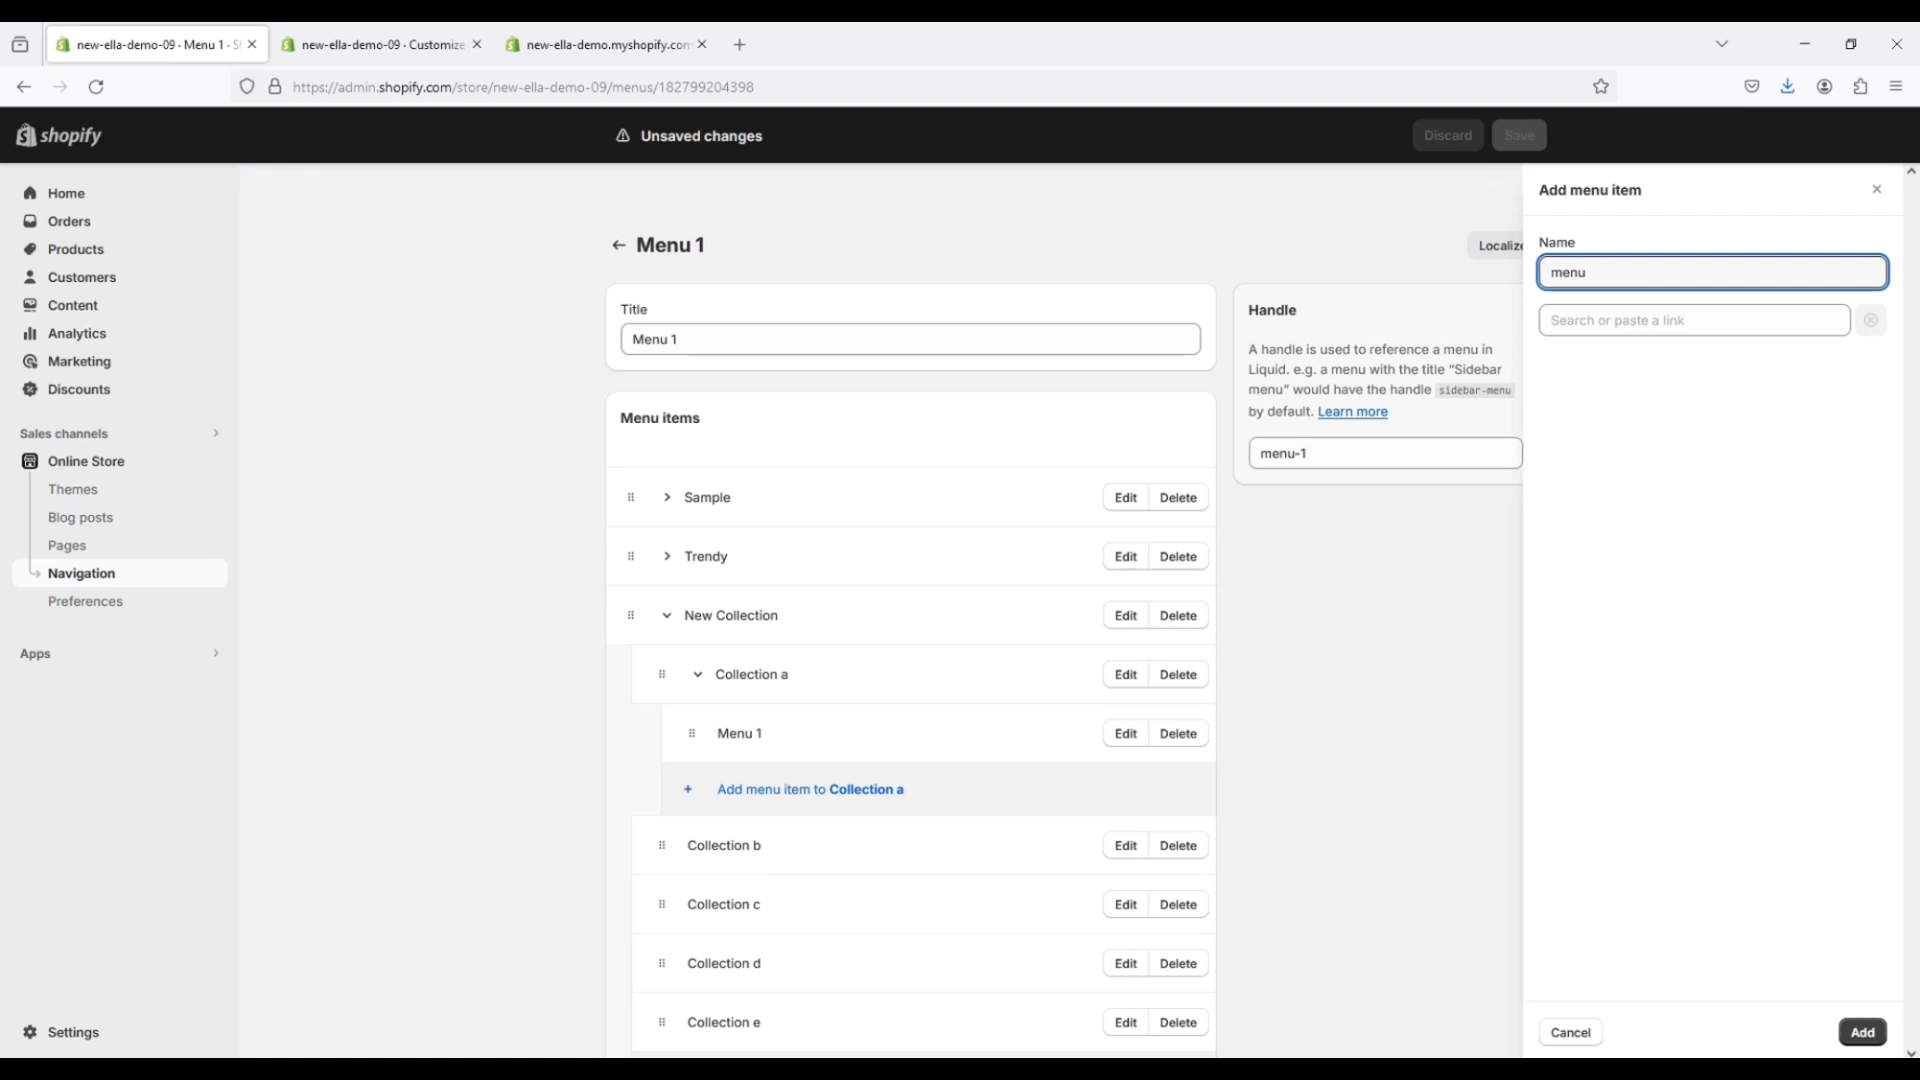 new-ella-demo-09 · Menu 1 · S
new-ella-demo-09 · Customize
new-ella-demo.myshopify.com
https://admin.shopify.com/store/new-ella-demo-09/menus/182799204398
shopify
Unsaved changes
Discard
Save
Home
Orders
Products
Customers
Content
Analytics
Marketing
Discounts
Sales channels
Online Store
Themes
Blog posts
Pages
Navigation
Preferences
Apps
Settings
Menu 1
Localize
Title
Menu 1
Menu items
Sample
Edit Delete
Trendy
Edit Delete
New Collection
Edit Delete
Collection a
Edit Delete
Menu 1
Edit Delete
+ Add menu item to Collection a
Collection b
Edit Delete
Collection c
Edit Delete
Collection d
Edit Delete
Collection e
Edit Delete
Handle
A handle is used to reference a menu in
Liquid. e.g. a menu with the title “Sidebar
menu” would have the handle sidebar-menu
by default. Learn more
menu-1
Add menu item
Name
menu
Search or paste a link
Cancel
Add